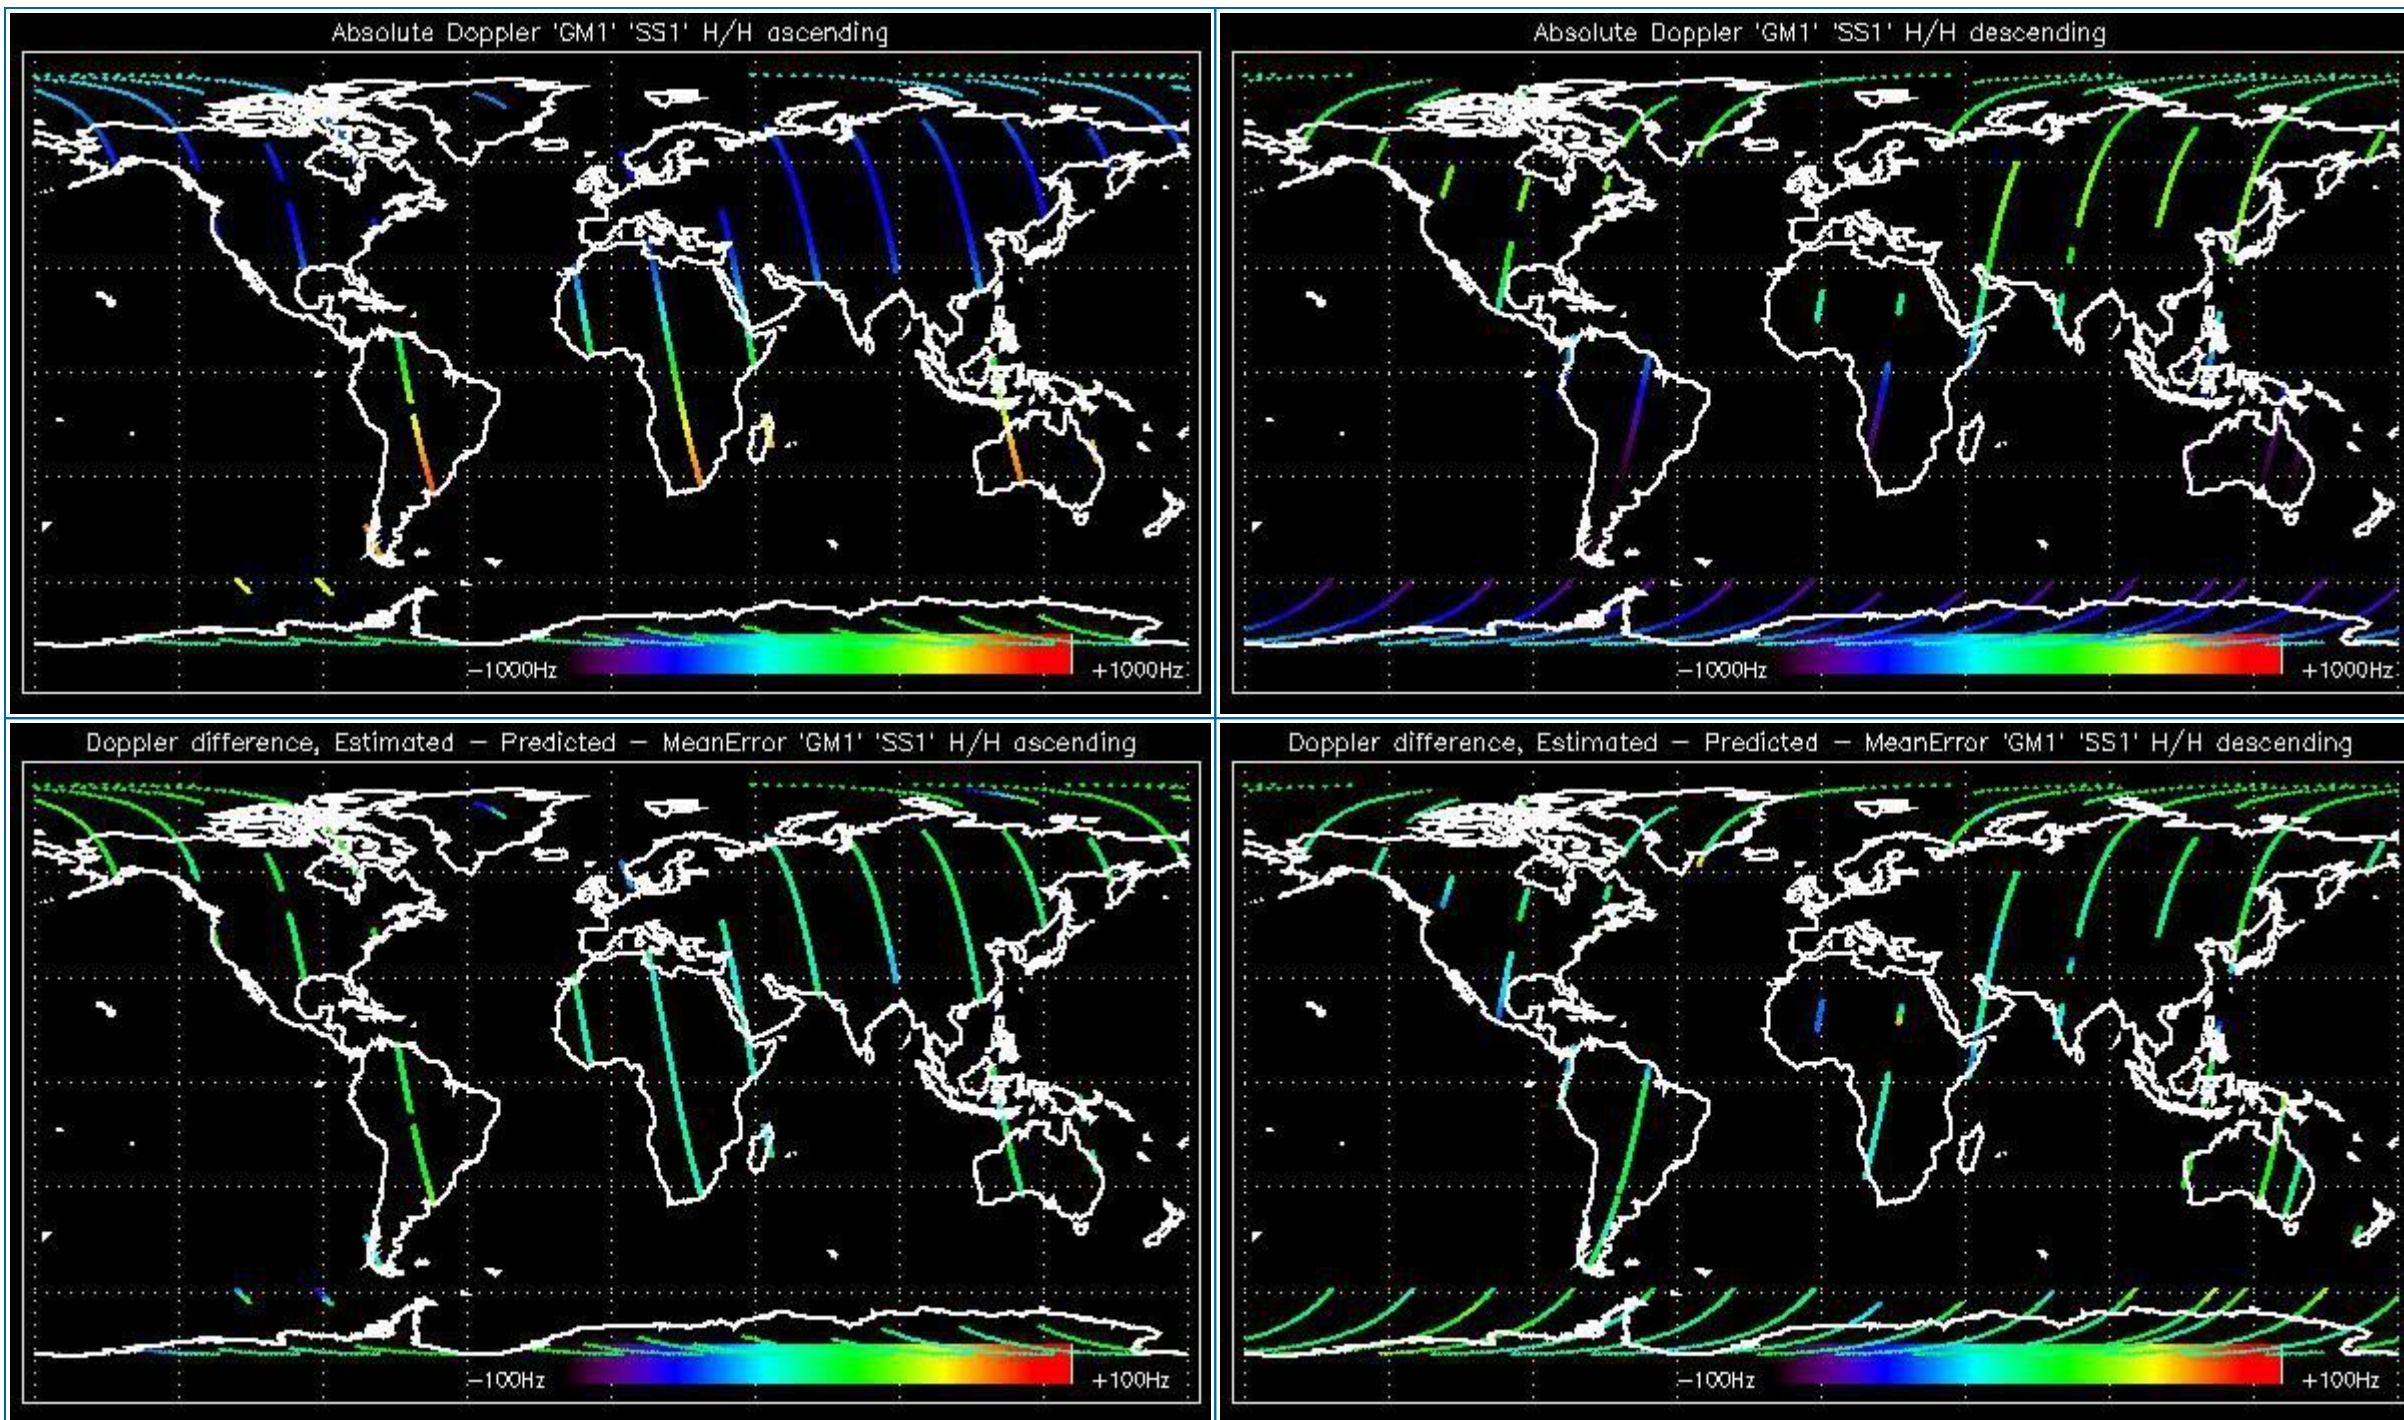 Absolute Doppler 'GM1' 'SS1' H/H ascending
−1000Hz +1000Hz
Absolute Doppler 'GM1' 'SS1' H/H descending
−1000Hz +1000Hz
Doppler difference, Estimated − Predicted − MeanError 'GM1' 'SS1' H/H ascending
−100Hz +100Hz
Doppler difference, Estimated − Predicted − MeanError 'GM1' 'SS1' H/H descending
−100Hz +100Hz